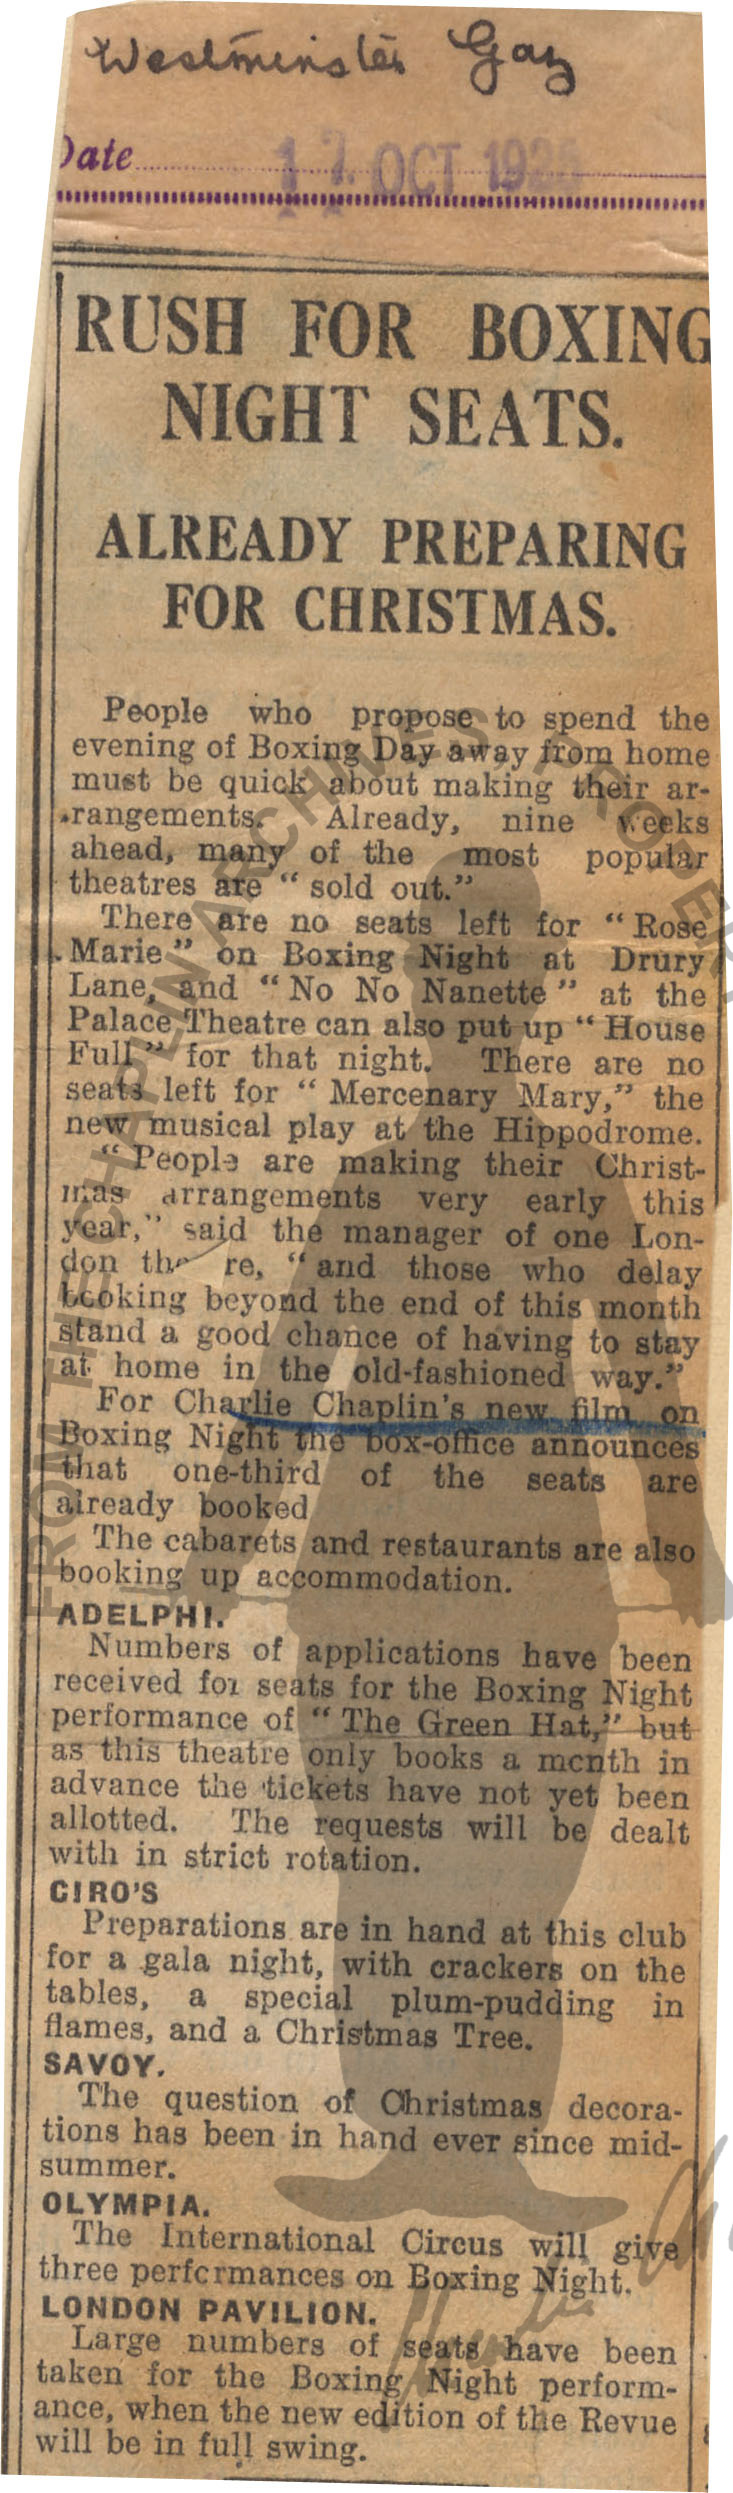 Westminster Gaz
Date
OCT
RUSH FOR BOXING
NIGHT SEATS.
ALREADY PREPARING
FOR CHRISTMAS.
People who propose to spend the
evening of Boxing Day away from home
must be quick about making their ar-
rangements. Already, nine weeks
ahead, many of the most popular
theatres are “ sold out.”
There are no seats left for “ Rose
Marie ” on Boxing Night at Drury
Lane, and “ No No Nanette ” at the
Palace Theatre can also put up “ House
Full ” for that night. There are no
seats left for “ Mercenary Mary,” the
new musical play at the Hippodrome.
“ People are making their Christ-
mas arrangements very early this
year,” said the manager of one Lon-
don th re, “ and those who delay
booking beyond the end of this month
stand a good chance of having to stay
at home in the old-fashioned way.”
For Charlie Chaplin’s new film on
Boxing Night the box-office announces
that one-third of the seats are
already booked
The cabarets and restaurants are also
booking up accommodation.
ADELPHI.
Numbers of applications have been
received for seats for the Boxing Night
performance of “ The Green Hat,” but
as this theatre only books a month in
advance the tickets have not yet been
allotted. The requests will be dealt
with in strict rotation.
CIRO’S
Preparations are in hand at this club
for a gala night, with crackers on the
tables, a special plum-pudding in
flames, and a Christmas Tree.
SAVOY.
The question of Christmas decora-
tions has been in hand ever since mid-
summer.
OLYMPIA.
The International Circus will give
three performances on Boxing Night.
LONDON PAVILION.
Large numbers of seats have been
taken for the Boxing Night perform-
ance, when the new edition of the Revue
will be in full swing.
FROM THE CHAPLIN ARCHIVES, PROPER